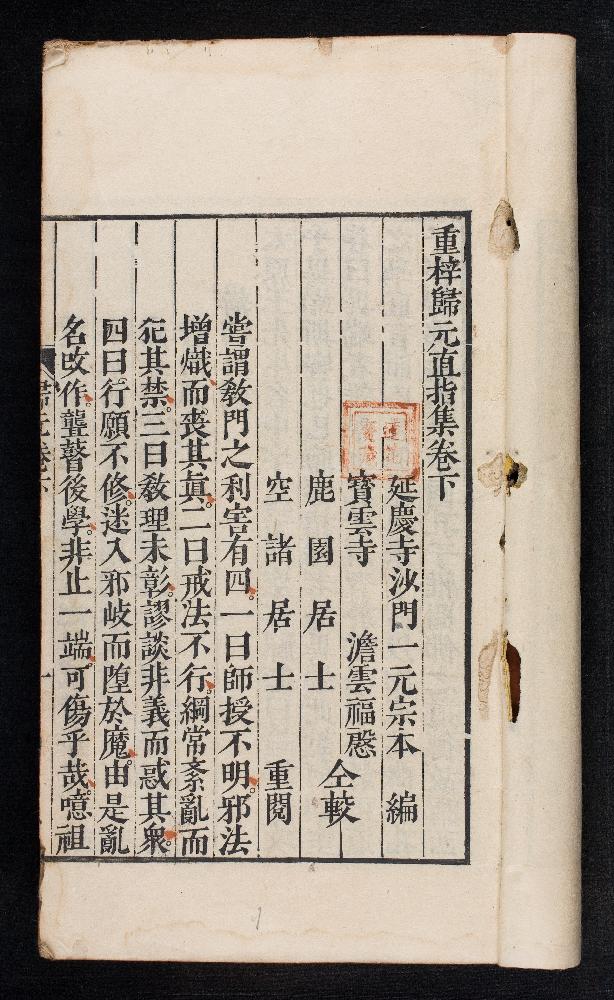 重梓歸元直指集卷下
延慶寺沙門一元宗本　編
寶雲寺　澹雲福慇
仝較
鹿園居士
空諸居士　重閱
嘗謂教門之利害有四。一曰師授不明。邪法
增熾。而喪其眞。二曰戒法不行。綱常紊亂而
犯其禁。三曰教理未彰。謬談非義而惑其衆。
四曰。行願不修。迷入邪岐而墮於魔。由是亂
名改作。聾瞽後學。非止一端。可傷乎哉。噫祖
歸元卷下
一